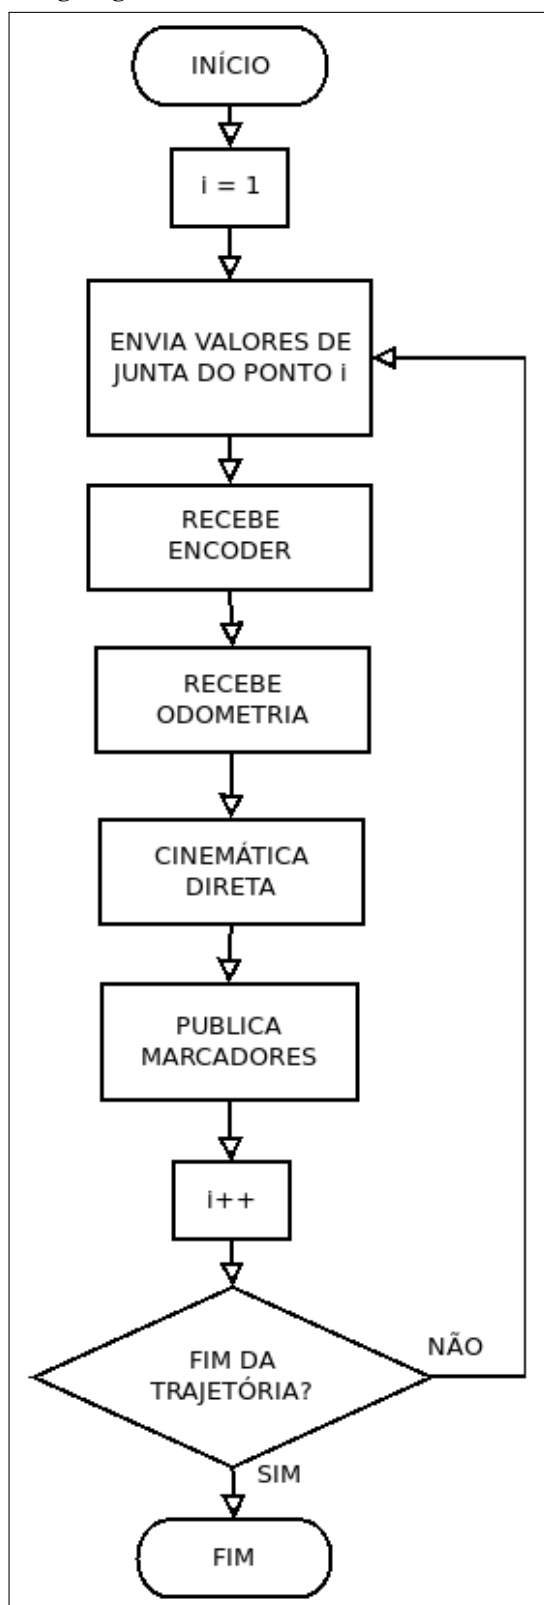 INÍCIO
i = 1
ENVIA VALORES DE
JUNTA DO PONTO i
RECEBE
ENCODER
RECEBE
ODOMETRIA
CINEMÁTICA
DIRETA
PUBLICA
MARCADORES
i++
FIM DA
TRAJETÓRIA?
NÃO
SIM
FIM